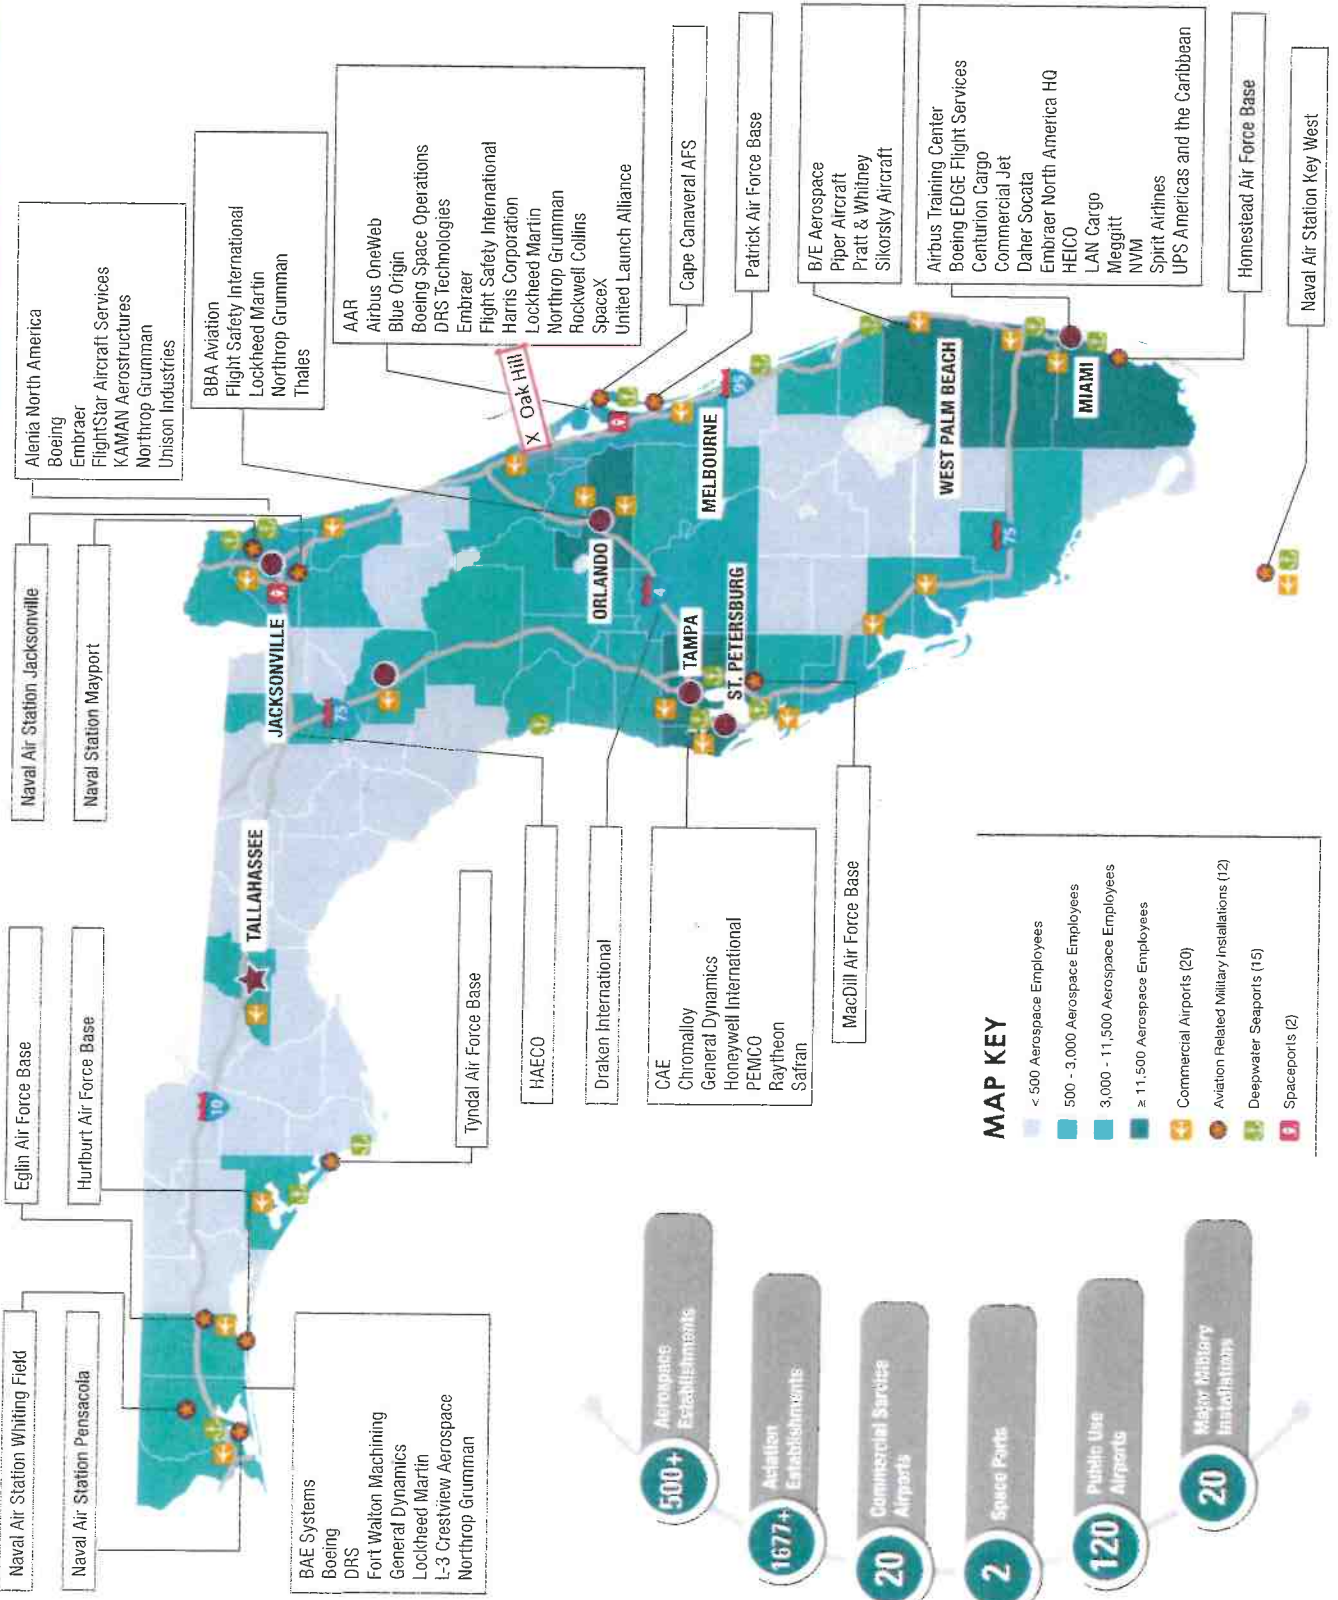 Naval Air Station Whiting Field
Naval Air Station Pensacola
Eglin Air Force Base
Hurlburt Air Force Base
Naval Air Station Jacksonville
Naval Station Mayport
Alenia North America
Boeing
Embraer
FlightStar Aircraft Services
KAMAN Aerostructures
Northrop Grumman
Unison Industries
BBA Aviation
Flight Safety International
Lockheed Martin
Northrop Grumman
Thales
AAR
Airbus OneWeb
Blue Origin
Boeing Space Operations
DRS Technologies
Embraer
Flight Safety International
Harris Corporation
Lockheed Martin
Northrop Grumman
Rockwell Collins
SpaceX
United Launch Alliance
X Oak Hill
Cape Canaveral AFS
Patrick Air Force Base
B/E Aerospace
Piper Aircraft
Pratt & Whitney
Sikorsky Aircraft
Airbus Training Center
Boeing EDGE Flight Services
Centurion Cargo
Commercial Jet
Daher Socata
Embraer North America HQ
HEICO
LAN Cargo
Meggitt
NVM
Spirit Airlines
UPS Americas and the Caribbean
Homestead Air Force Base
Naval Air Station Key West
10
TALLAHASSEE
JACKSONVILLE
75
ORLANDO
4
TAMPA
ST. PETERSBURG
MELBOURNE
95
WEST PALM BEACH
75
MIAMI
BAE Systems
Boeing
DRS
Fort Walton Machining
General Dynamics
Lockheed Martin
L-3 Crestview Aerospace
Northrop Grumman
Tyndal Air Force Base
HAECO
Draken International
CAE
Chromalloy
General Dynamics
Honeywell International
PEMCO
Raytheon
Safran
MacDill Air Force Base
500+
Aerospace
Establishments
1677+
Aviation
Establishments
20
Commercial Service
Airports
2
Space Ports
120
Public Use
Airports
20
Major Military
Installations
MAP KEY
< 500 Aerospace Employees
500 - 3,000 Aerospace Employees
3,000 - 11,500 Aerospace Employees
≥ 11,500 Aerospace Employees
Commercial Airports (20)
Aviation Related Military Installations (12)
Deepwater Seaports (15)
Spaceports (2)